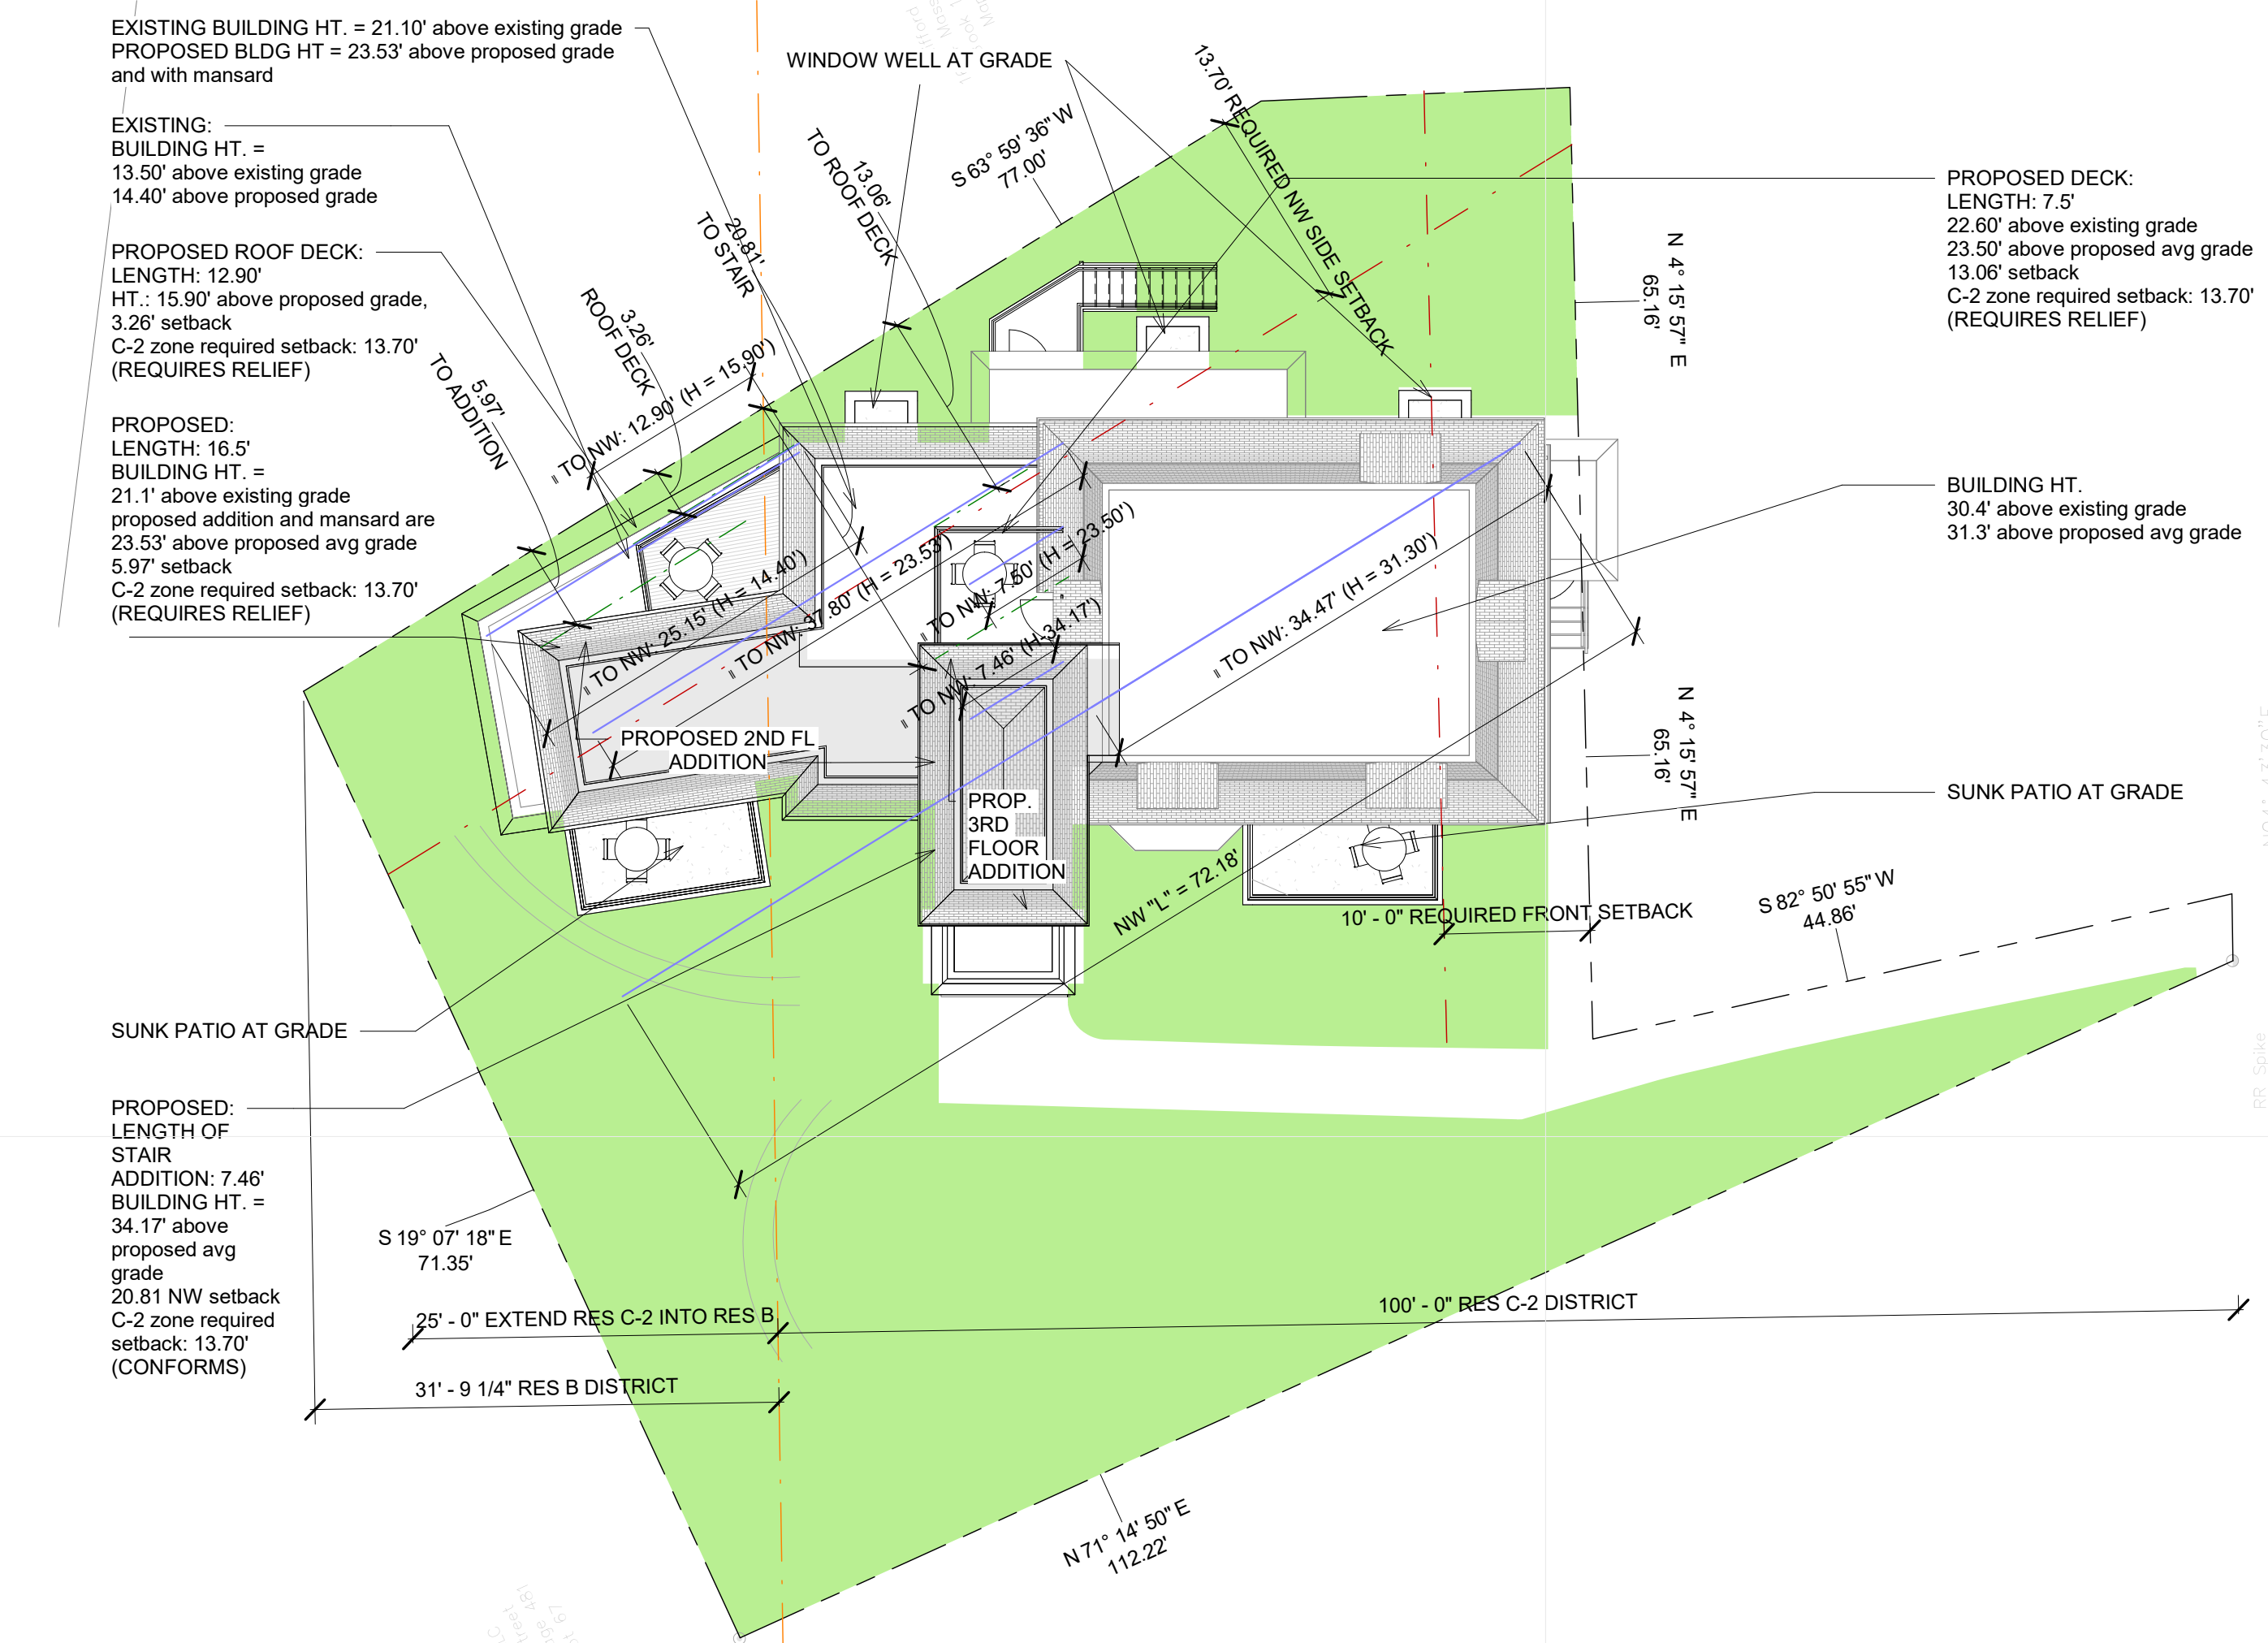 EXISTING BUILDING HT. = 21.10' above existing grade
PROPOSED BLDG HT = 23.53' above proposed grade
and with mansard
EXISTING:
BUILDING HT. =
13.50' above existing grade
14.40' above proposed grade
PROPOSED ROOF DECK:
LENGTH: 12.90'
HT.: 15.90' above proposed grade,
3.26' setback
C-2 zone required setback: 13.70'
(REQUIRES RELIEF)
PROPOSED:
LENGTH: 16.5'
BUILDING HT. =
21.1' above existing grade
proposed addition and mansard are
23.53' above proposed avg grade
5.97' setback
C-2 zone required setback: 13.70'
(REQUIRES RELIEF)
SUNK PATIO AT GRADE
PROPOSED:
LENGTH OF
STAIR
ADDITION: 7.46'
BUILDING HT. =
34.17' above
proposed avg
grade
20.81 NW setback
C-2 zone required
setback: 13.70'
(CONFORMS)
WINDOW WELL AT GRADE
5.97'
TO ADDITION
3.26'
ROOF DECK
20.81'
TO STAIR
13.06'
TO ROOF DECK
S 63° 59' 36" W
77.00'
13.70' REQUIRED NW SIDE SETBACK
" TO NW: 12.90' (H = 15.90')
" TO NW: 25.15' (H = 14.40')
" TO NW: 37.80' (H = 23.53')
" TO NW: 7.50' (H = 23.50')
" TO NW: 7.46' (H-34.17')
" TO NW: 34.47' (H = 31.30')
NW "L" = 72.18'
PROPOSED 2ND FL
ADDITION
PROP.
3RD
FLOOR
ADDITION
N 4° 15' 57" E
65.16'
N 4° 15' 57" E
65.16'
10' - 0" REQUIRED FRONT SETBACK
S 82° 50' 55" W
44.86'
PROPOSED DECK:
LENGTH: 7.5'
22.60' above existing grade
23.50' above proposed avg grade
13.06' setback
C-2 zone required setback: 13.70'
(REQUIRES RELIEF)
BUILDING HT.
30.4' above existing grade
31.3' above proposed avg grade
SUNK PATIO AT GRADE
RR Spike
S 19° 07' 18" E
71.35'
25' - 0" EXTEND RES C-2 INTO RES B
100' - 0" RES C-2 DISTRICT
31' - 9 1/4" RES B DISTRICT
N 71° 14' 50" E
112.22'